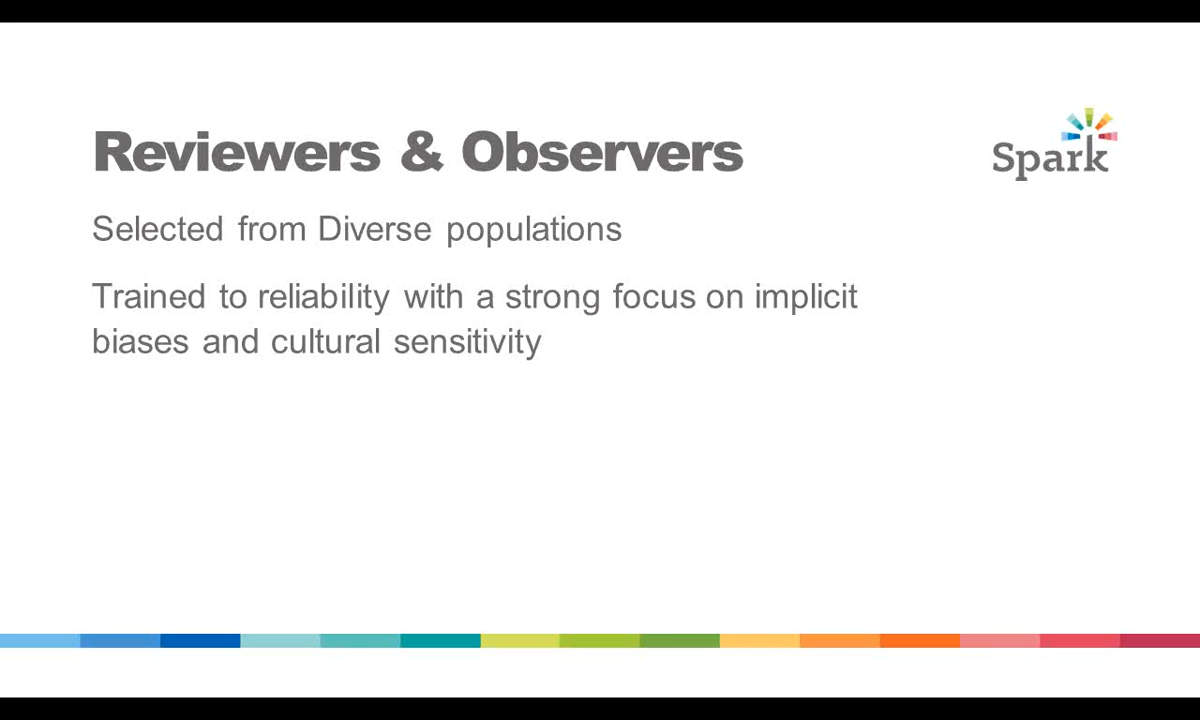 Reviewers & Observers
Spark
Selected from Diverse populations
Trained to reliability with a strong focus on implicit
biases and cultural sensitivity